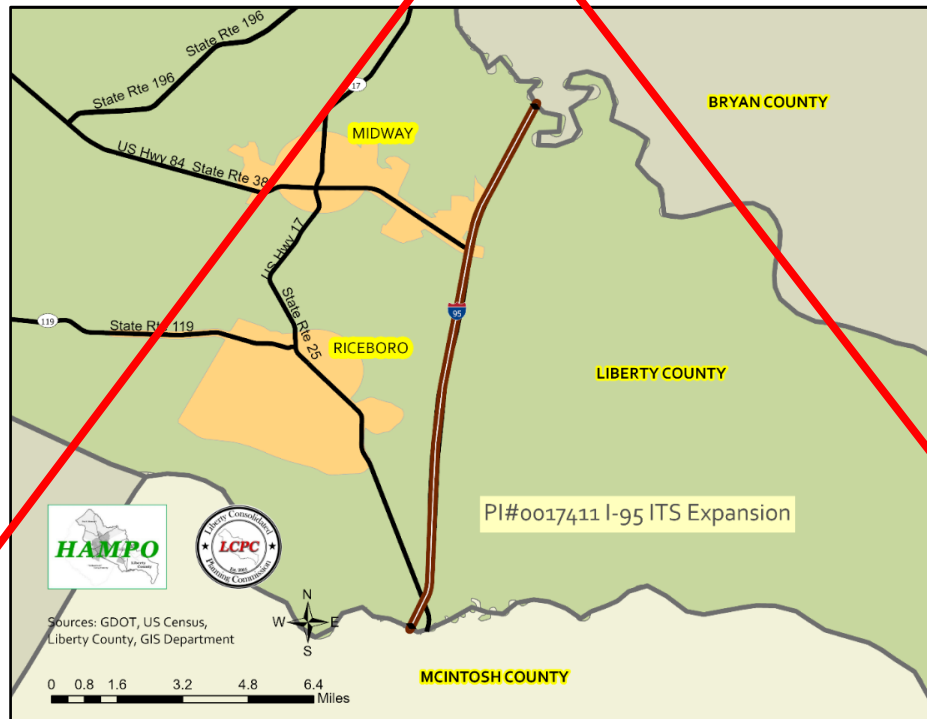 State Rte 196
State Rte 196
17
BRYAN COUNTY
MIDWAY
US Hwy 84 State Rte 38
US Hwy 17
95
119
State Rte 119
State Rte 25
RICEBORO
LIBERTY COUNTY
PI#0017411 I-95 ITS Expansion
HAMPO
Liberty
County
Liberty Consolidated
LCPC
Planning Commission
N
W E
S
Sources: GDOT, US Census,
Liberty County, GIS Department
MCINTOSH COUNTY
0 0.8 1.6 3.2 4.8 6.4
Miles